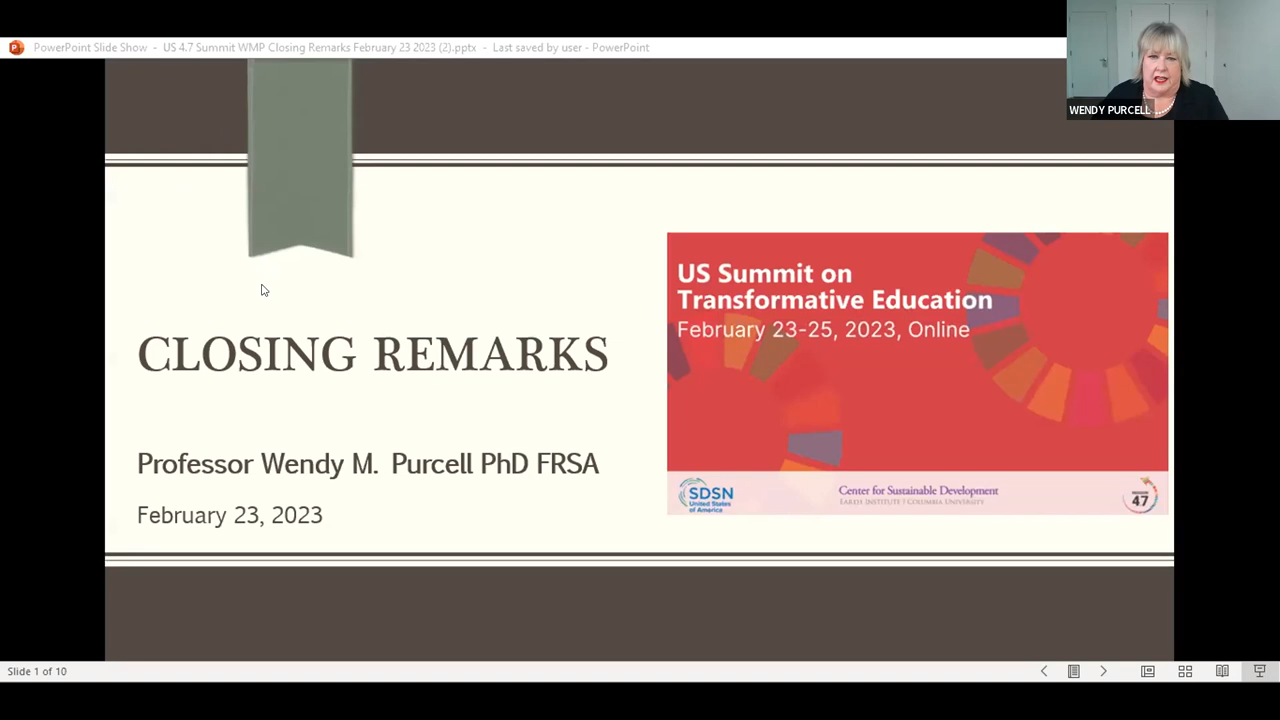 PowerPoint Slide Show - US 4.7 Summit WMP Closing Remarks February 23 2023 (2).pptx - Last saved by user - PowerPoint
WENDY PURCELL
US Summit on
Transformative Education
February 23-25, 2023, Online
CLOSING REMARKS
Professor Wendy M. Purcell PhD FRSA
February 23, 2023
SDSN
United States
of America
Center for Sustainable Development
EARTH INSTITUTE | COLUMBIA UNIVERSITY
47
Slide 1 of 10